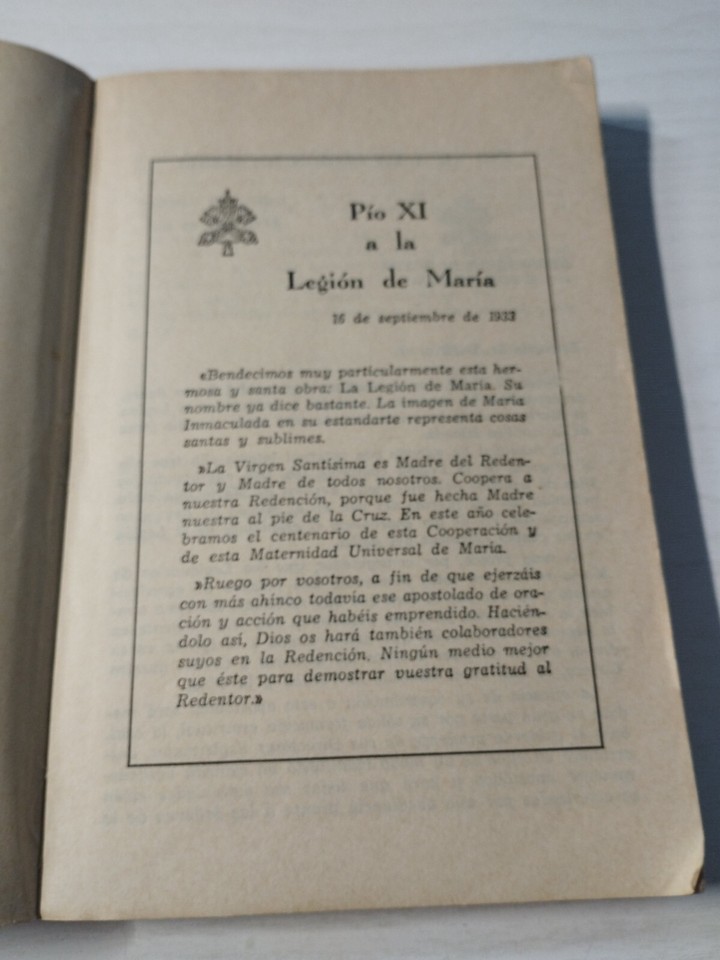 Pío XI
a la
Legión de María
16 de septiembre de 1933
«Bendecimos muy particularmente esta her-
mosa y santa obra: La Legión de María. Su
nombre ya dice bastante. La imagen de María
Inmaculada en su estandarte representa cosas
santas y sublimes.
»La Virgen Santísima es Madre del Reden-
tor y Madre de todos nosotros. Coopera a
nuestra Redención, porque fue hecha Madre
nuestra al pie de la Cruz. En este año cele-
bramos el centenario de esta Cooperación y
de esta Maternidad Universal de María.
»Ruego por vosotros, a fin de que ejerzáis
con más ahinco todavía ese apostolado de ora-
ción y acción que habéis emprendido. Hacién-
dolo así, Dios os hará también colaboradores
suyos en la Redención. Ningún medio mejor
que éste para demostrar vuestra gratitud al
Redentor.»